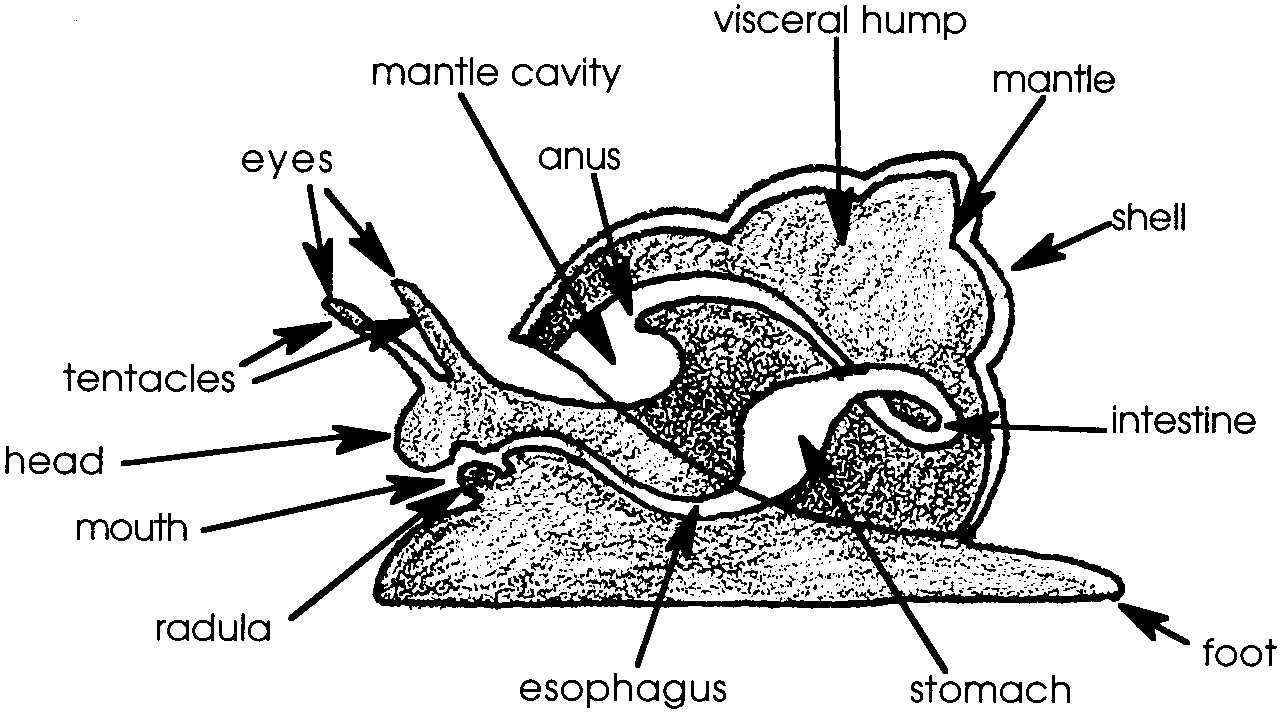 visceral hump
mantle cavity
mantle
eyes
anus
shell
tentacles
intestine
head
mouth
radula
foot
esophagus
stomach